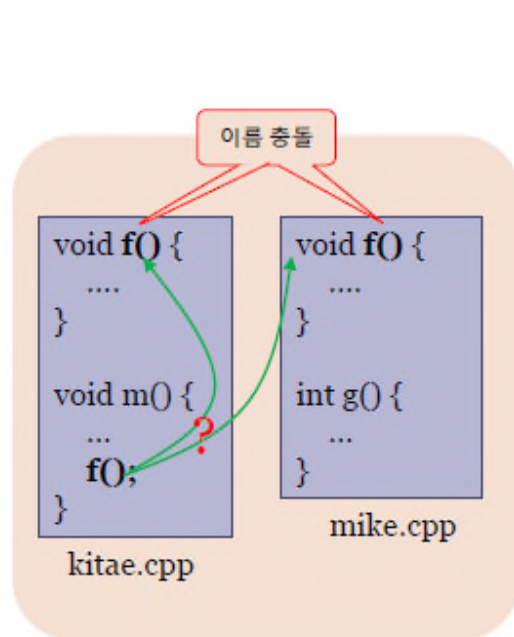 이름 충돌
void f() {
....
}
void m() {
...
f();
}
kitae.cpp
?
void f() {
....
}
int g() {
...
}
mike.cpp